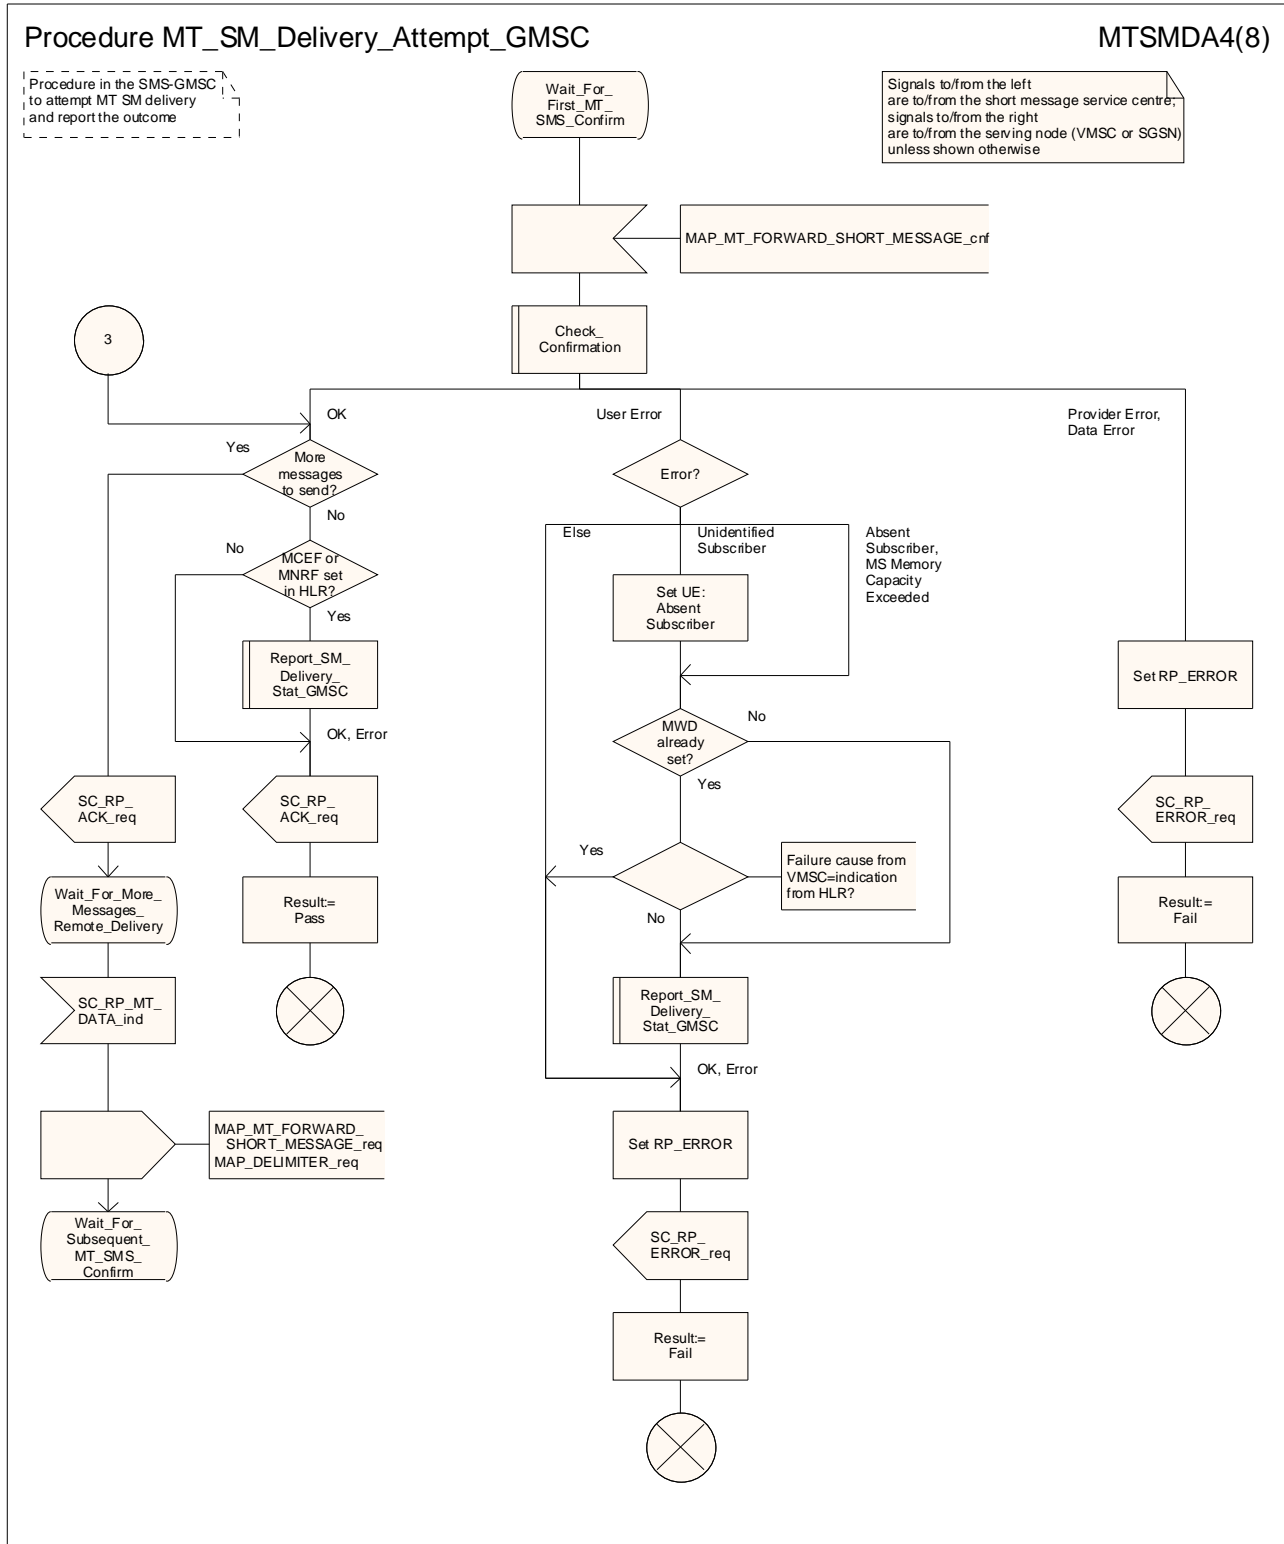 Procedure MT_SM_Delivery_Attempt_GMSC
MTSMDA4(8)
Procedure in the SMS-GMSC
to attempt MT SM delivery
and report the outcome
Wait_For_
First_MT_
SMS_Confirm
Signals to/from the left
are to/from the short message service centre;
signals to/from the right
are to/from the serving node (VMSC or SGSN)
unless shown otherwise
MAP_MT_FORWARD_SHORT_MESSAGE_cnf
Check_
Confirmation
3
OK
User Error
Provider Error,
Data Error
Yes
More
messages
to send?
No
Error?
Else
Unidentified
Subscriber
Absent
Subscriber,
MS Memory
Capacity
Exceeded
No
MCEF or
MNRF set
in HLR?
Yes
Set UE:
Absent
Subscriber
Report_SM_
Delivery_
Stat_GMSC
Set RP_ERROR
OK, Error
MWD
already
set?
No
Yes
SC_RP_
ACK_req
SC_RP_
ACK_req
SC_RP_
ERROR_req
Yes
Failure cause from
VMSC=indication
from HLR?
No
Wait_For_More_
Messages_
Remote_Delivery
Result:=
Pass
Result:=
Fail
SC_RP_MT_
DATA_ind
Report_SM_
Delivery_
Stat_GMSC
OK, Error
MAP_MT_FORWARD_
SHORT_MESSAGE_req
MAP_DELIMITER_req
Set RP_ERROR
Wait_For_
Subsequent_
MT_SMS_
Confirm
SC_RP_
ERROR_req
Result:=
Fail